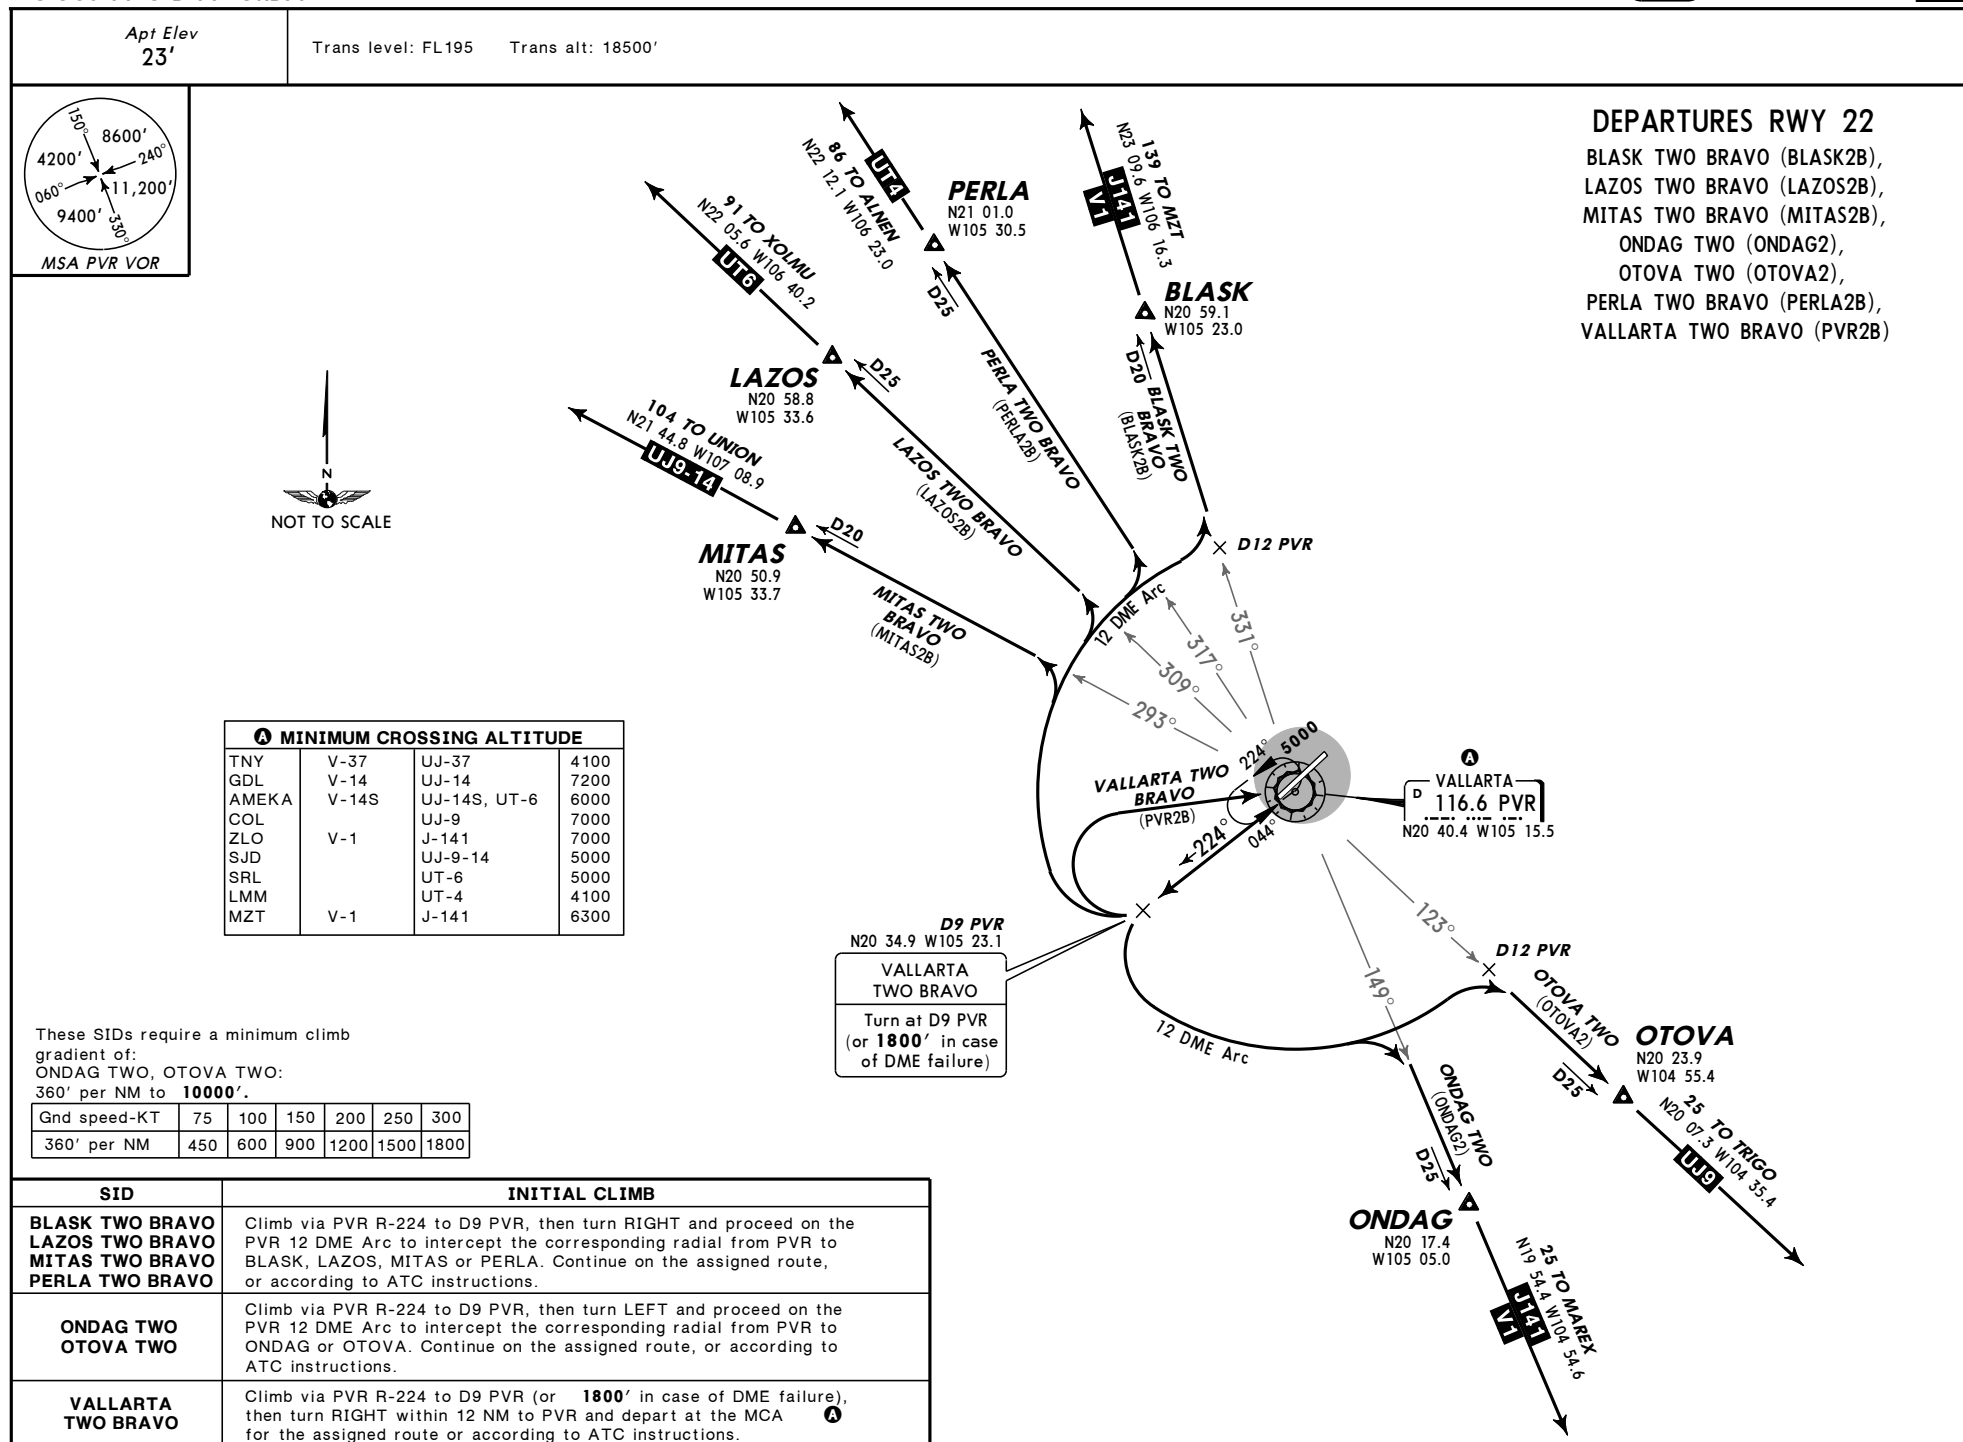 Apt Elev
23'
Trans level: FL195 Trans alt: 18500'
150°
8600'
240°
4200'
060°
11,200'
9400'
330°
MSA PVR VOR
DEPARTURES RWY 22
BLASK TWO BRAVO (BLASK2B),
LAZOS TWO BRAVO (LAZOS2B),
MITAS TWO BRAVO (MITAS2B),
ONDAG TWO (ONDAG2),
OTOVA TWO (OTOVA2),
PERLA TWO BRAVO (PERLA2B),
VALLARTA TWO BRAVO (PVR2B)
UT4
86 TO ALNEN
N22 12.1 W106 23.0
PERLA
N21 01.0
W105 30.5
D25
PERLA TWO BRAVO
(PERLA2B)
139 TO MZT
N23 09.6 W106 16.3
J141
V1
BLASK
N20 59.1
W105 23.0
D20
BLASK TWO
BRAVO
(BLASK2B)
91 TO XOLMU
N22 05.6 W106 40.2
UT6
LAZOS
N20 58.8
W105 33.6
D25
LAZOS TWO BRAVO
(LAZOS2B)
104 TO UNION
N21 44.8 W107 08.9
UJ9-14
MITAS
N20 50.9
W105 33.7
D20
MITAS TWO
BRAVO
(MITAS2B)
N
NOT TO SCALE
D12 PVR
12 DME Arc
331°
317°
309°
293°
224°
5000
VALLARTA TWO
BRAVO
(PVR2B)
224°
044°
A
VALLARTA
D 116.6 PVR
N20 40.4 W105 15.5
A MINIMUM CROSSING ALTITUDE
TNY V-37 UJ-37 4100
GDL V-14 UJ-14 7200
AMEKA V-14S UJ-14S, UT-6 6000
COL UJ-9 7000
ZLO V-1 J-141 7000
SJD UJ-9-14 5000
SRL UT-6 5000
LMM UT-4 4100
MZT V-1 J-141 6300
D9 PVR
N20 34.9 W105 23.1
VALLARTA
TWO BRAVO
Turn at D9 PVR
(or 1800' in case
of DME failure)
123°
149°
D12 PVR
12 DME Arc
OTOVA TWO
(OTOVA2)
OTOVA
N20 23.9
W104 55.4
D25
25 TO TRIGO
N20 07.3 W104 35.4
UJ9
ONDAG TWO
(ONDAG2)
D25
ONDAG
N20 17.4
W105 05.0
25 TO MAREX
N19 54.4 W104 54.6
J141
V1
These SIDs require a minimum climb
gradient of:
ONDAG TWO, OTOVA TWO:
360' per NM to 10000'.
Gnd speed-KT 75 100 150 200 250 300
360' per NM 450 600 900 1200 1500 1800
SID INITIAL CLIMB
BLASK TWO BRAVO
LAZOS TWO BRAVO
MITAS TWO BRAVO
PERLA TWO BRAVO
Climb via PVR R-224 to D9 PVR, then turn RIGHT and proceed on the
PVR 12 DME Arc to intercept the corresponding radial from PVR to
BLASK, LAZOS, MITAS or PERLA. Continue on the assigned route,
or according to ATC instructions.
ONDAG TWO
OTOVA TWO
Climb via PVR R-224 to D9 PVR, then turn LEFT and proceed on the
PVR 12 DME Arc to intercept the corresponding radial from PVR to
ONDAG or OTOVA. Continue on the assigned route, or according to
ATC instructions.
VALLARTA
TWO BRAVO
Climb via PVR R-224 to D9 PVR (or 1800' in case of DME failure),
then turn RIGHT within 12 NM to PVR and depart at the MCA A
for the assigned route or according to ATC instructions.